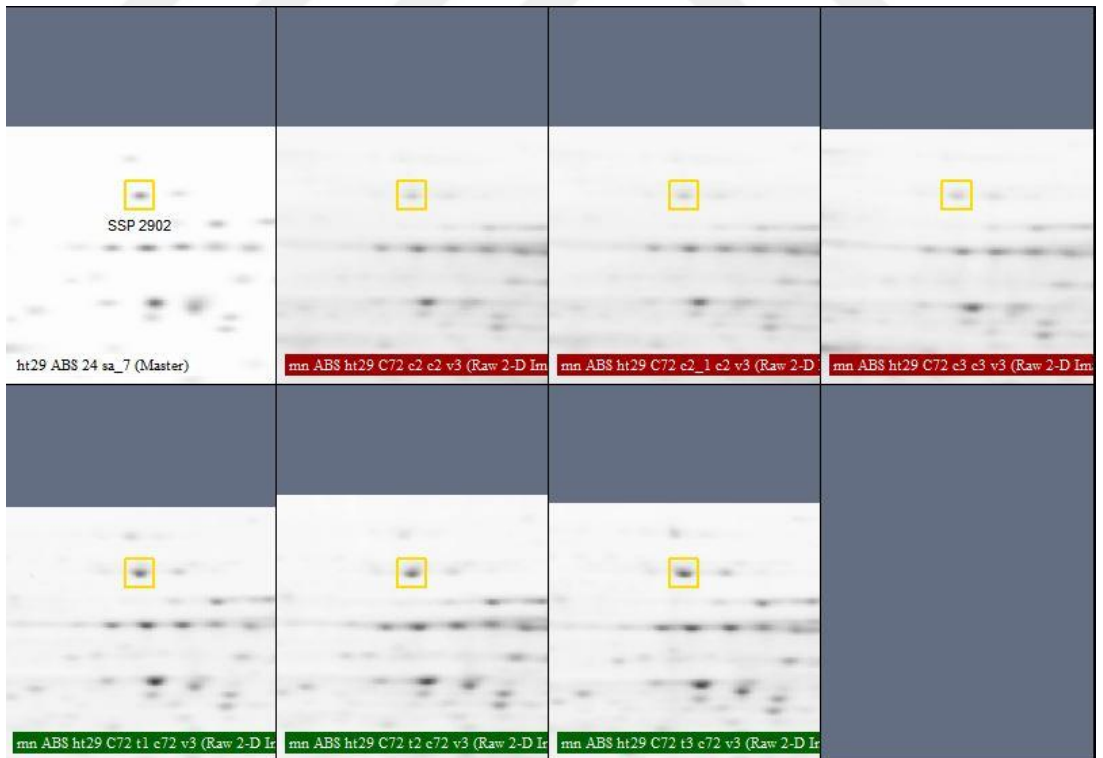 SSP 2902
ht29 ABS 24 sa_7 (Master)
mn ABS ht29 C72 c2 c2 v3 (Raw 2-D Im
mn ABS ht29 C72 c2_1 c2 v3 (Raw 2-D
mn ABS ht29 C72 c3 c3 v3 (Raw 2-D Im
mn ABS ht29 C72 t1 c72 v3 (Raw 2-D Ir
mn ABS ht29 C72 t2 c72 v3 (Raw 2-D Ir
mn ABS ht29 C72 t3 c72 v3 (Raw 2-D Ir